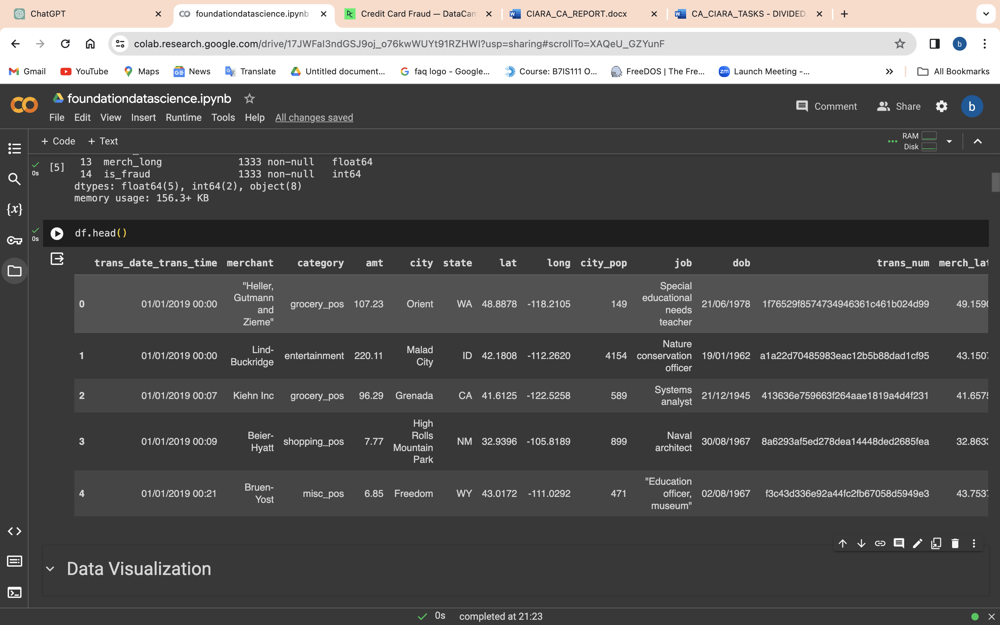 ChatGPT
foundationdatascience.ipynb
Credit Card Fraud — DataCam
CIARA_CA_REPORT.docx
CA_CIARA_TASKS - DIVIDED.
colab.research.google.com/drive/17JWFaI3ndGSJ9oj_o76kwWUYt91RZHWI?usp=sharing#scrollTo=XAQeU_GZYunF
b
Gmail
YouTube
Maps
News
Translate
Untitled document...
faq logo - Google...
Course: B7IS111 O...
FreeDOS | The Fre...
Launch Meeting -...
All Bookmarks
foundationdatascience.ipynb
Comment
Share
b
File Edit View Insert Runtime Tools Help All changes saved
+ Code + Text
RAM
Disk
0s
[5]
13 merch_long 1333 non-null float64
14 is_fraud 1333 non-null int64
dtypes: float64(5), int64(2), object(8)
memory usage: 156.3+ KB
0s
df.head()
trans_date_trans_time merchant category amt city state lat long city_pop job dob trans_num merch_lat
0 01/01/2019 00:00 "Heller, Gutmann and Zieme" grocery_pos 107.23 Orient WA 48.8878 -118.2105 149 Special educational needs teacher 21/06/1978 1f76529f8574734946361c461b024d99 49.1590
1 01/01/2019 00:00 Lind-Buckridge entertainment 220.11 Malad City ID 42.1808 -112.2620 4154 Nature conservation officer 19/01/1962 a1a22d70485983eac12b5b88dad1cf95 43.1507
2 01/01/2019 00:07 Kiehn Inc grocery_pos 96.29 Grenada CA 41.6125 -122.5258 589 Systems analyst 21/12/1945 413636e759663f264aae1819a4d4f231 41.6575
3 01/01/2019 00:09 Beier-Hyatt shopping_pos 7.77 High Rolls Mountain Park NM 32.9396 -105.8189 899 Naval architect 30/08/1967 8a6293af5ed278dea14448ded2685fea 32.8633
4 01/01/2019 00:21 Bruen-Yost misc_pos 6.85 Freedom WY 43.0172 -111.0292 471 "Education officer, museum" 02/08/1967 f3c43d336e92a44fc2fb67058d5949e3 43.7537
Data Visualization
0s completed at 21:23